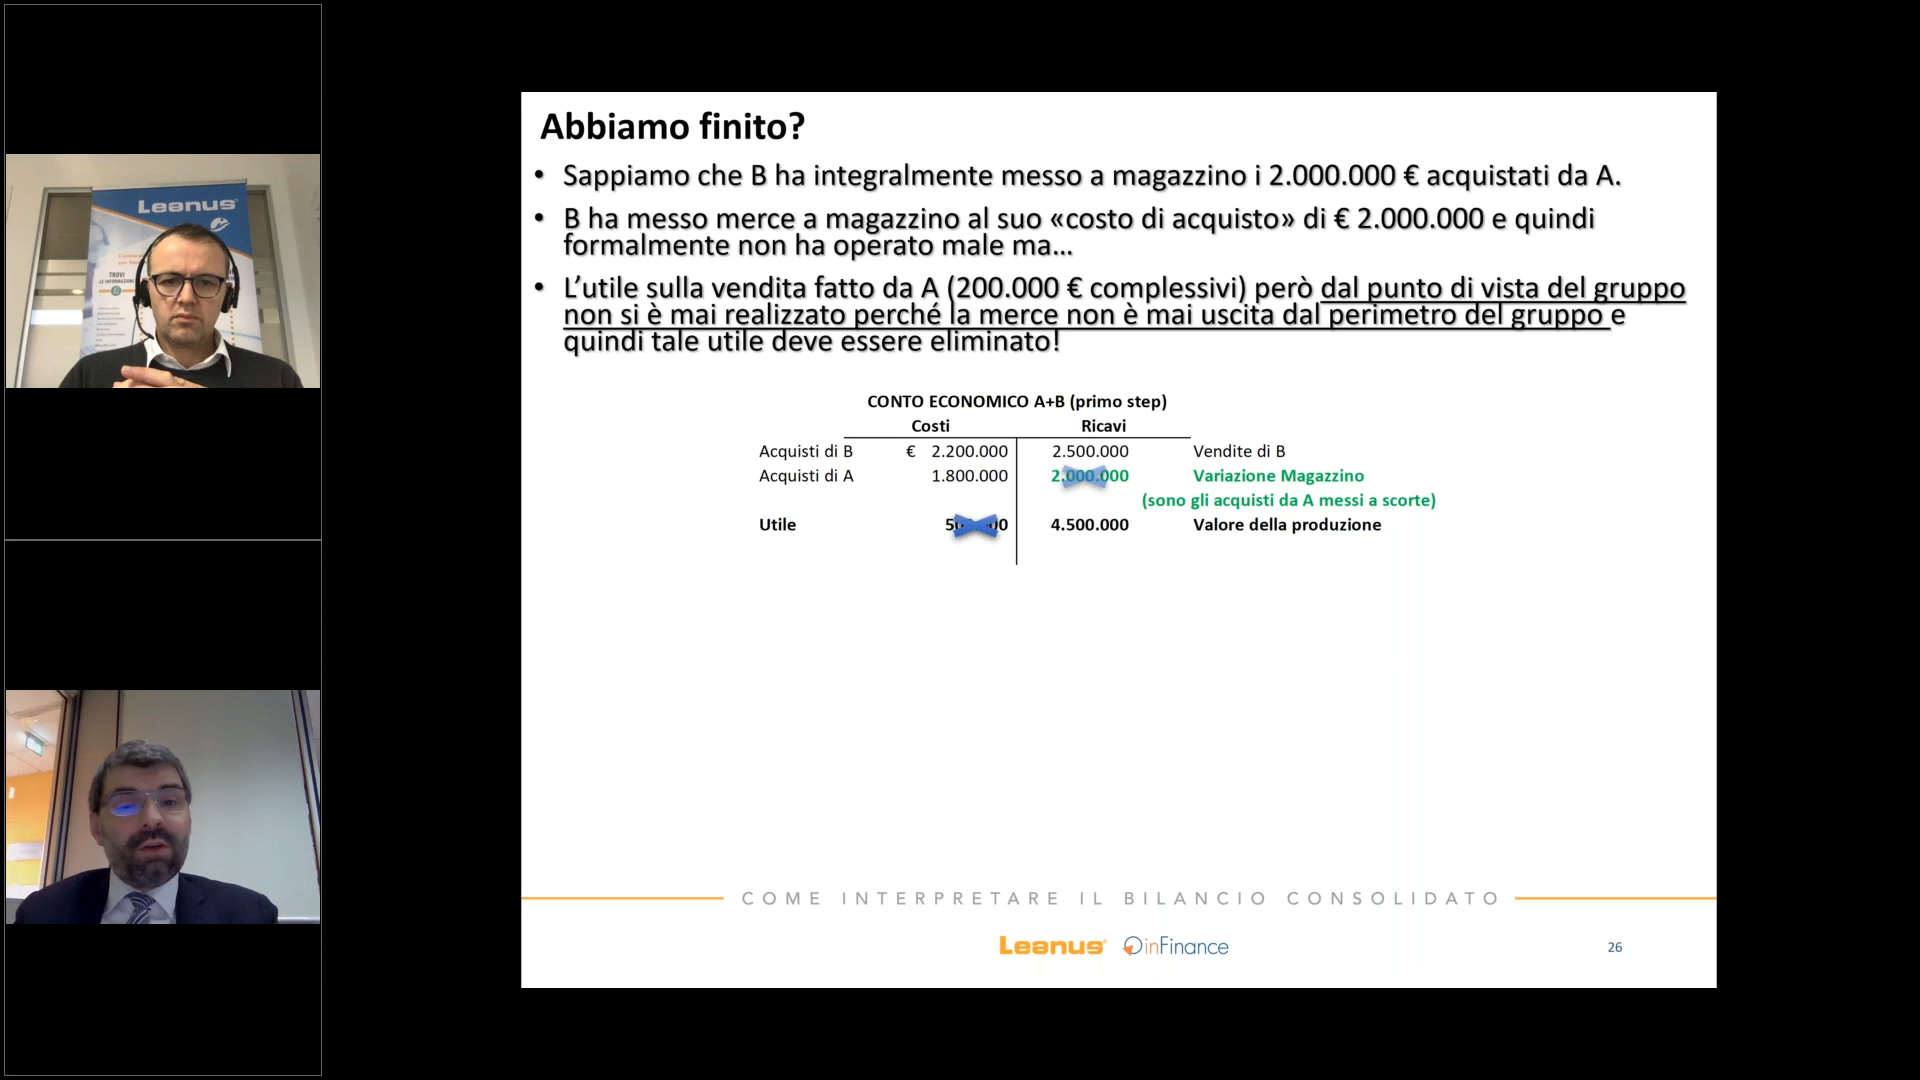 Leanus
TROVI
LE INFORMAZIONI
Abbiamo finito?
• Sappiamo che B ha integralmente messo a magazzino i 2.000.000 € acquistati da A.
• B ha messo merce a magazzino al suo «costo di acquisto» di € 2.000.000 e quindi
formalmente non ha operato male ma...
• L’utile sulla vendita fatto da A (200.000 € complessivi) però dal punto di vista del gruppo
non si è mai realizzato perché la merce non è mai uscita dal perimetro del gruppo e
quindi tale utile deve essere eliminato!
CONTO ECONOMICO A+B (primo step)
Costi Ricavi
Acquisti di B € 2.200.000 2.500.000 Vendite di B
Acquisti di A 1.800.000 2.000.000 Variazione Magazzino
(sono gli acquisti da A messi a scorte)
Utile 4.500.000 Valore della produzione
COME INTERPRETARE IL BILANCIO CONSOLIDATO
Leanus inFinance 26